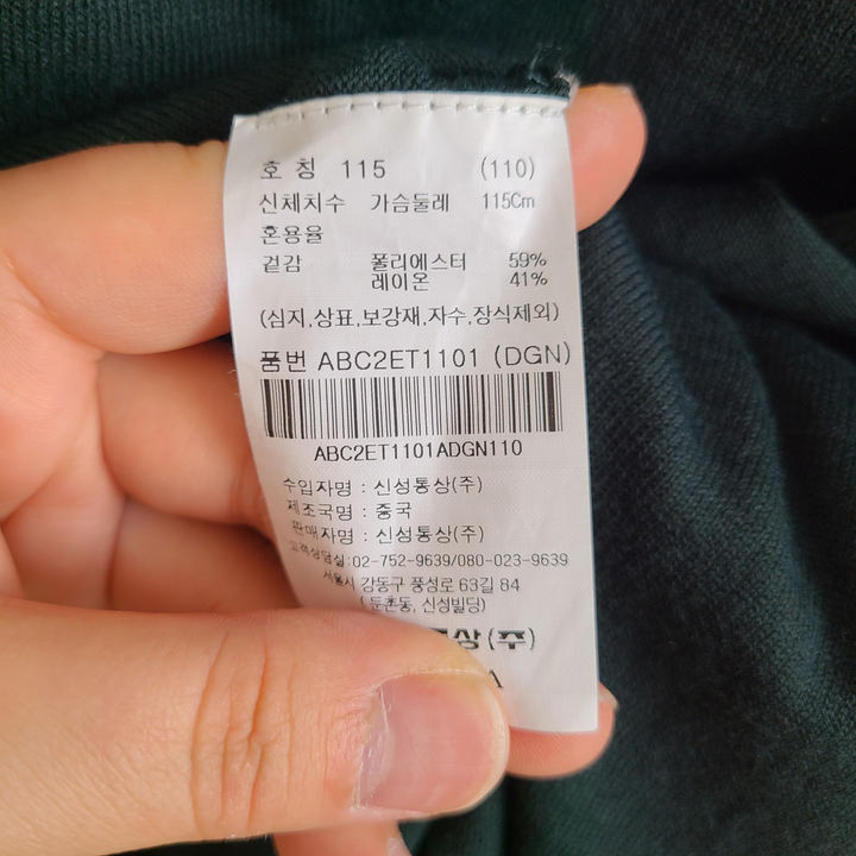 호 칭 115 (110)
신체치수 가슴둘레 115Cm
혼용율
겉감 폴리에스터 59%
레이온 41%
(심지,상표,보강재,자수,장식제외)
품번 ABC2ET1101 (DGN)
ABC2ET1101ADGN110
수입자명 : 신성통상(주)
제조국명 : 중국
판매자명 : 신성통상(주)
고객상담실:02-752-9639/080-023-9639
서울시 강동구 풍성로 63길 84
(둔촌동, 신성빌딩)
상(주)
A